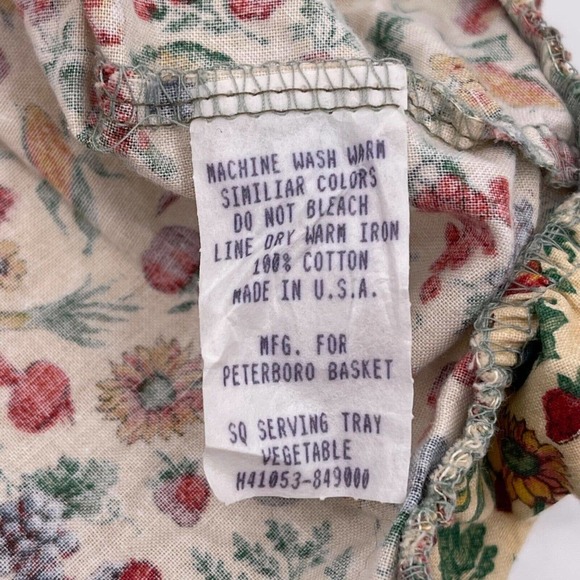 MACHINE WASH WARM
SIMILIAR COLORS
DO NOT BLEACH
LINE DRY WARM IRON
100% COTTON
MADE IN U.S.A.
MFG. FOR
PETERBORO BASKET
SQ SERVING TRAY
VEGETABLE
H41053-849000